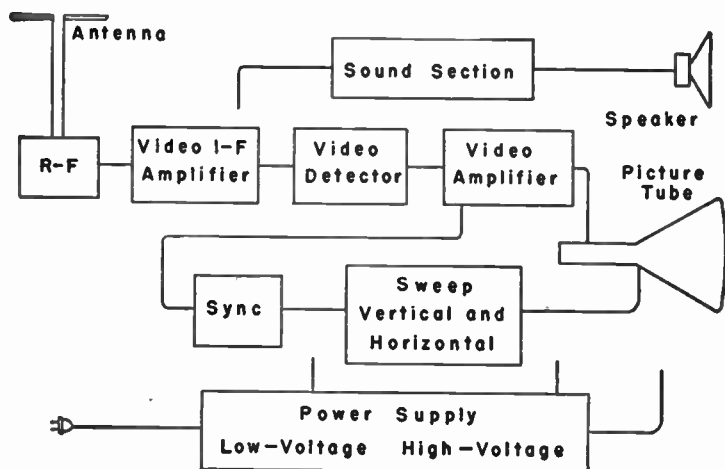 Antenna
Sound Section
Speaker
R-F
Video I-F
Amplifier
Video
Detector
Video
Amplifier
Picture
Tube
Sync
Sweep
Vertical and
Horizontal
Power Supply
Low-Voltage High-Voltage